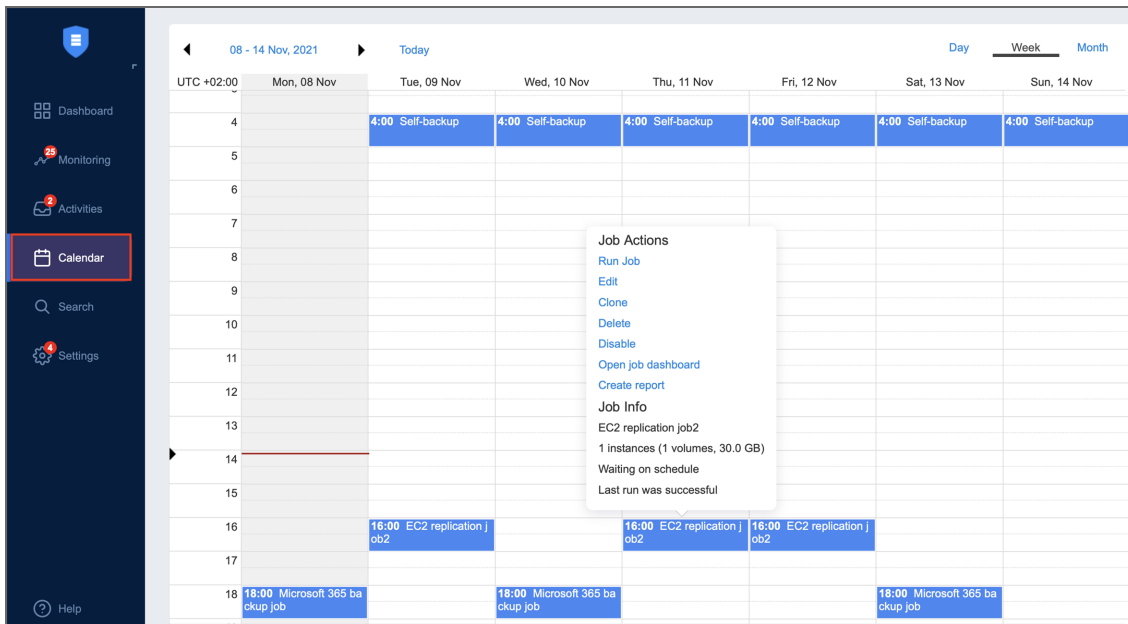 08 - 14 Nov, 2021
Today
Day
Week
Month
UTC +02:00
Mon, 08 Nov
Tue, 09 Nov
Wed, 10 Nov
Thu, 11 Nov
Fri, 12 Nov
Sat, 13 Nov
Sun, 14 Nov
Dashboard
25
Monitoring
2
Activities
Calendar
Search
4
Settings
Help
4
4:00 Self-backup
4:00 Self-backup
4:00 Self-backup
4:00 Self-backup
4:00 Self-backup
4:00 Self-backup
5
6
7
8
9
10
11
12
13
14
15
Job Actions
Run Job
Edit
Clone
Delete
Disable
Open job dashboard
Create report
Job Info
EC2 replication job2
1 instances (1 volumes, 30.0 GB)
Waiting on schedule
Last run was successful
16
16:00 EC2 replication j
ob2
16:00 EC2 replication j
ob2
16:00 EC2 replication j
ob2
17
18
18:00 Microsoft 365 ba
ckup job
18:00 Microsoft 365 ba
ckup job
18:00 Microsoft 365 ba
ckup job